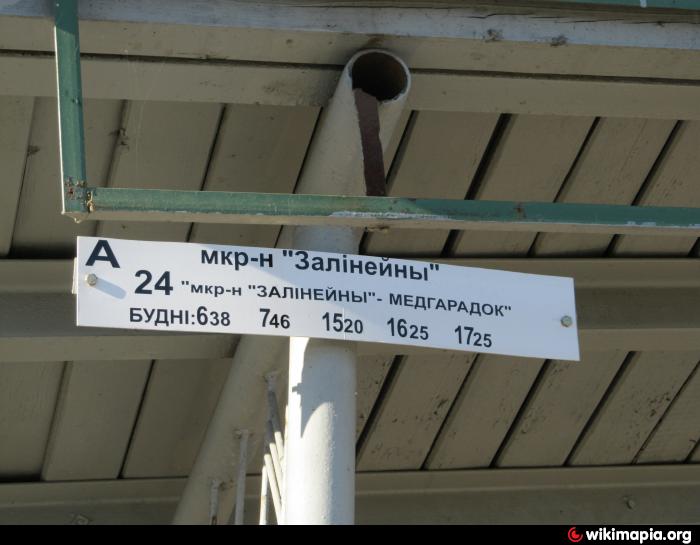 А мкр-н "Залінейны"
24 "мкр-н "ЗАЛІНЕЙНЫ"- МЕДГАРАДОК"
БУДНІ:638 746 1520 1625 1725
wikimapia.org